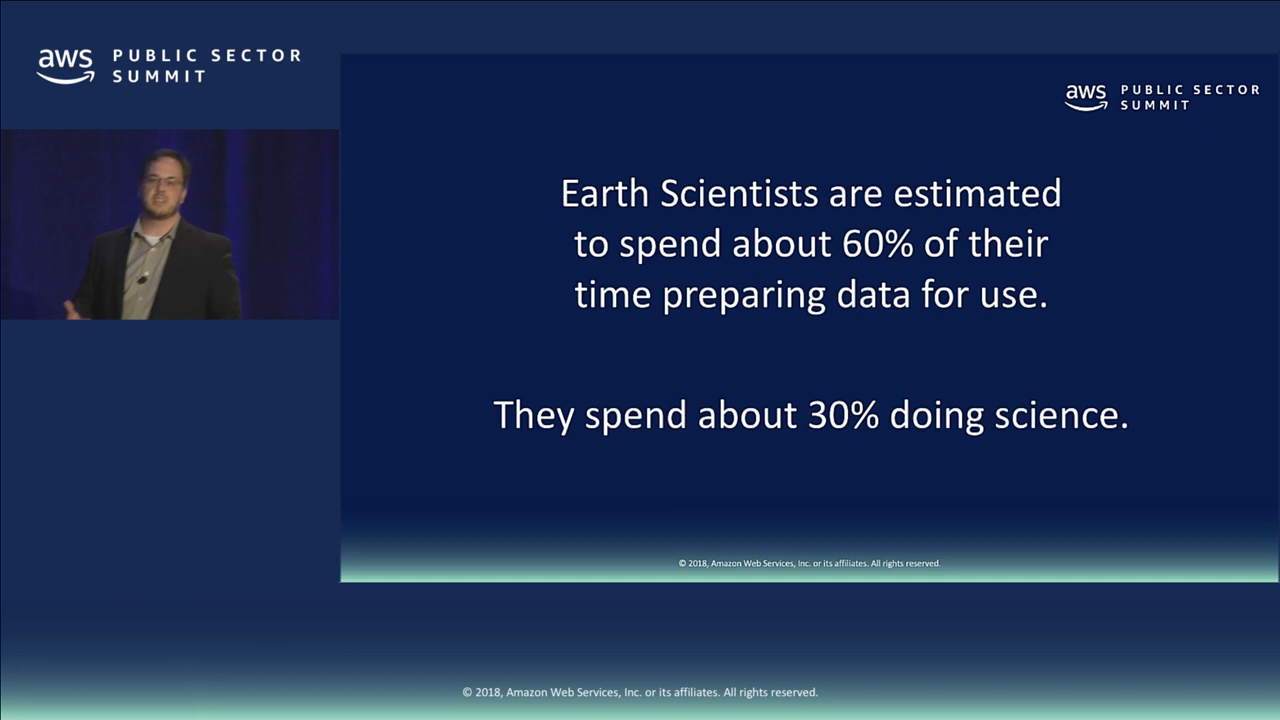 aws PUBLIC SECTOR
SUMMIT
aws PUBLIC SECTOR
SUMMIT
Earth Scientists are estimated
to spend about 60% of their
time preparing data for use.
They spend about 30% doing science.
© 2018, Amazon Web Services, Inc. or its affiliates. All rights reserved.
© 2018, Amazon Web Services, Inc. or its affiliates. All rights reserved.